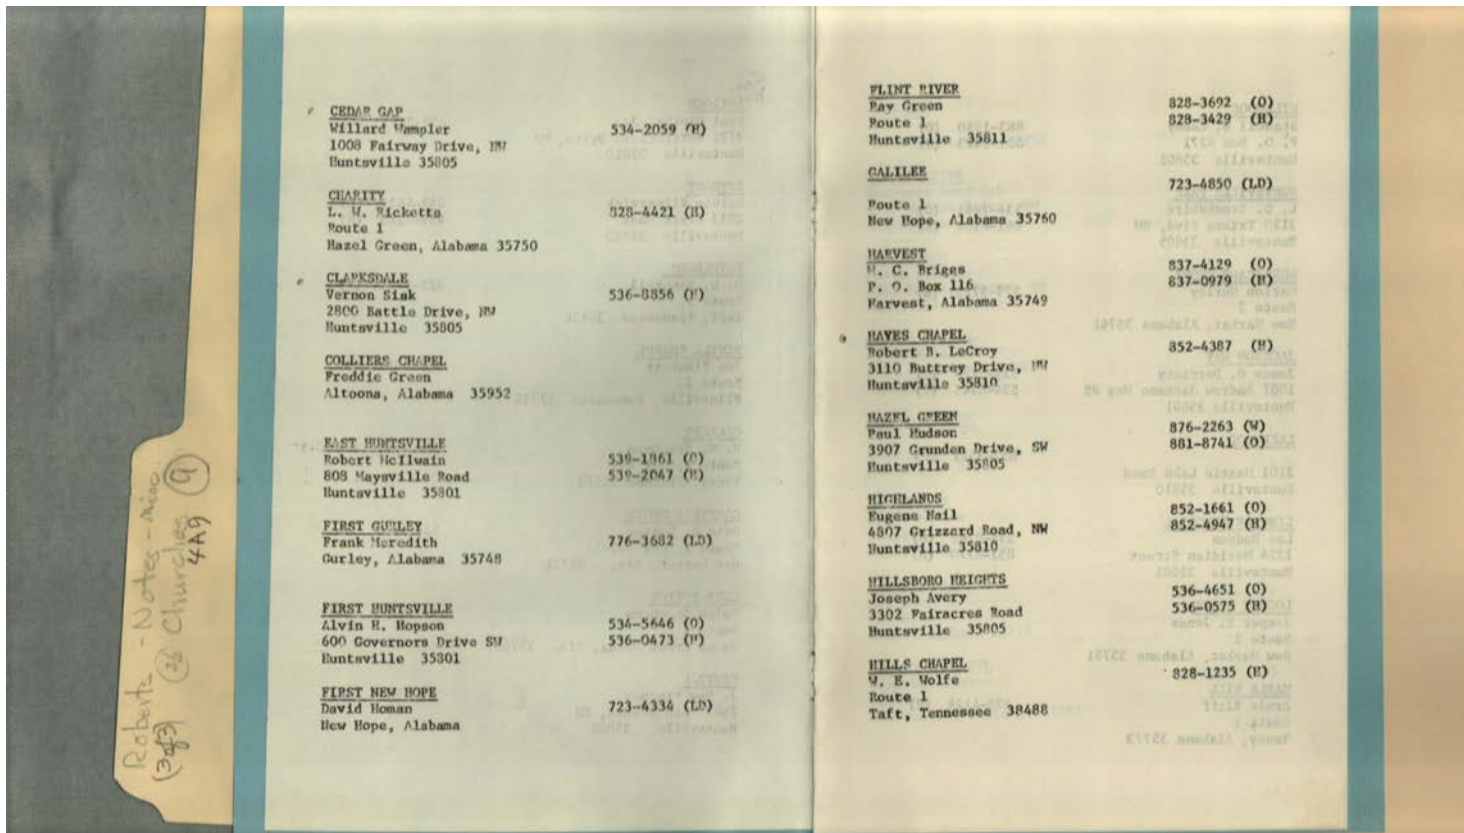 CEDAR GAP
Willard Wampler 534-2059 (H)
1008 Fairway Drive, NW
Huntsville 35805
CHARITY
L. W. Ricketts 828-4421 (H)
Route 1
Hazel Green, Alabama 35750
CLARKSDALE
Vernon Sisk 536-8856 (H)
2800 Battle Drive, NW
Huntsville 35805
COLLIERS CHAPEL
Freddie Green
Altoona, Alabama 35952
EAST HUNTSVILLE
Robert McIlwain 539-1961 (O)
808 Maysville Road 539-2047 (H)
Huntsville 35801
FIRST GURLEY
Frank Meredith 776-3682 (LD)
Gurley, Alabama 35748
FIRST HUNTSVILLE
Alvin H. Hopson 534-5646 (O)
600 Governors Drive SW 536-0473 (H)
Huntsville 35801
FIRST NEW HOPE
David Homan 723-4334 (LD)
New Hope, Alabama
FLINT RIVER
Ray Green 828-3692 (O)
Route 1 828-3429 (H)
Huntsville 35811
GALILEE
723-4850 (LD)
Route 1
New Hope, Alabama 35760
HARVEST
M. C. Briggs 837-4129 (O)
P. O. Box 116 837-0979 (H)
Harvest, Alabama 35749
HAYES CHAPEL
Robert B. LeCroy 852-4387 (H)
3110 Buttrey Drive, NW
Huntsville 35810
HAZEL GREEN
Paul Hudson 876-2263 (W)
3907 Grunden Drive, SW 881-8741 (O)
Huntsville 35805
HIGHLANDS
Eugene Hail 852-1661 (O)
4807 Grizzard Road, NW 852-4947 (H)
Huntsville 35810
HILLSBORO HEIGHTS
Joseph Avery 536-4651 (O)
3302 Fairacres Road 536-0575 (H)
Huntsville 35805
HILLS CHAPEL
W. E. Wolfe 828-1235 (H)
Route 1
Taft, Tennessee 38488
Roberts - Notes - misc
(3of3) 36 Churches 9
4A9